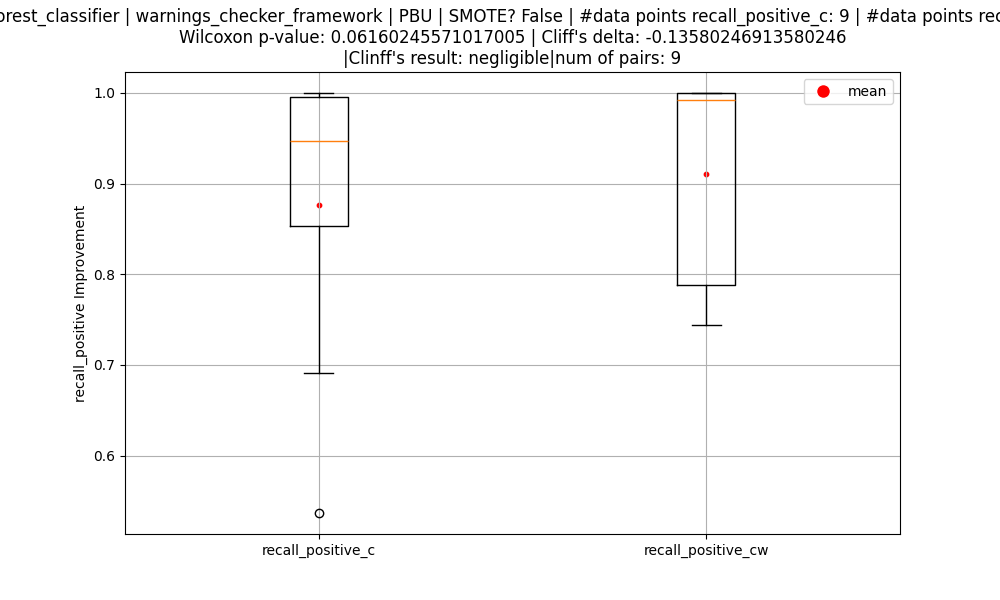 orest_classifier | warnings_checker_framework | PBU | SMOTE? False | #data points recall_positive_c: 9 | #data points rec
Wilcoxon p-value: 0.06160245571017005 | Cliff's delta: -0.13580246913580246
|Clinff's result: negligible|num of pairs: 9
mean
1.0
0.9
0.8
0.7
0.6
recall_positive Improvement
recall_positive_c
recall_positive_cw